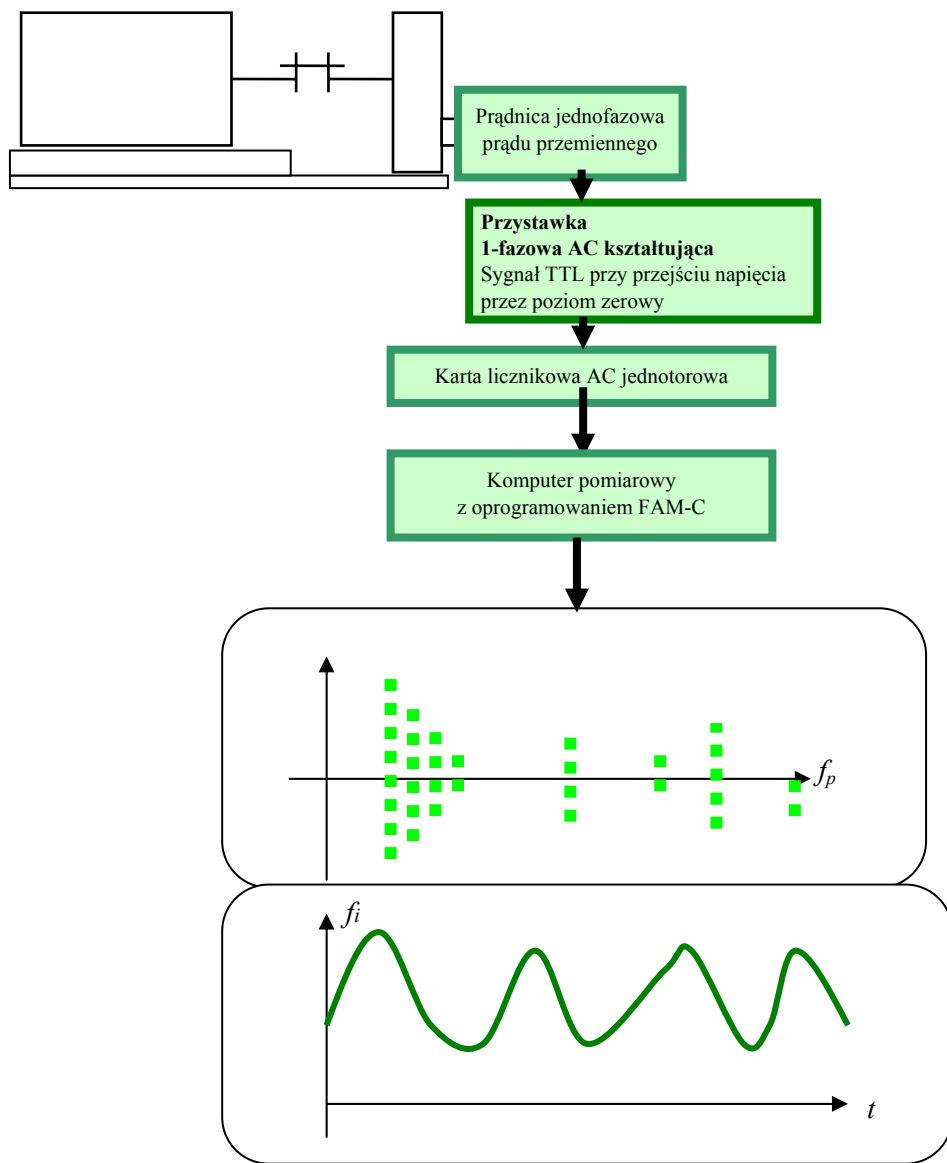 Prądnica jednofazowa
prądu przemiennego
Przystawka
1-fazowa AC kształtująca
Sygnał TTL przy przejściu napięcia
przez poziom zerowy
Karta licznikowa AC jednotorowa
Komputer pomiarowy
z oprogramowaniem FAM-C
fp
fi
t